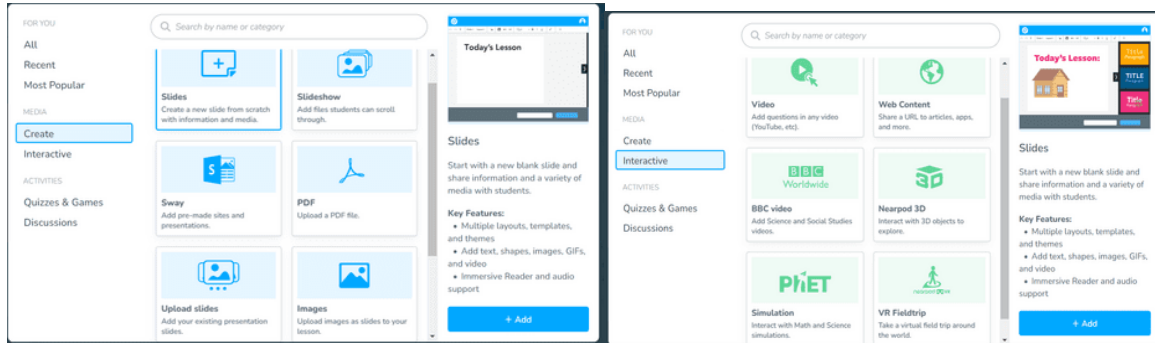 FOR YOU
All
Recent
Most Popular
MEDIA
Create
Interactive
ACTIVITIES
Quizzes & Games
Discussions
Search by name or category
Slides
Create a new slide from scratch
with information and media.
Slideshow
Add files students can scroll
through.
Sway
Add pre-made sites and
presentations.
PDF
Upload a PDF file.
Upload slides
Add your existing presentation
slides.
Images
Upload images as slides to your
lesson.
Today's Lesson
Slides
Start with a new blank slide and
share information and a variety of
media with students.
Key Features:
• Multiple layouts, templates,
and themes
• Add text, shapes, images, GIFs,
and video
• Immersive Reader and audio
support
+ Add
FOR YOU
All
Recent
Most Popular
MEDIA
Create
Interactive
ACTIVITIES
Quizzes & Games
Discussions
Search by name or category
Video
Add questions in any video
(YouTube, etc).
Web Content
Share a URL to articles, apps,
and more.
BBC
Worldwide
BBC video
Add Science and Social Studies
videos.
3D
Nearpod 3D
Interact with 3D objects to
explore.
PhET
Simulation
Interact with Math and Science
simulations.
VR Fieldtrip
Take a virtual field trip around
the world.
Today's Lesson:
TITLE
TITLE
Title
Slides
Start with a new blank slide and
share information and a variety of
media with students.
Key Features:
• Multiple layouts, templates,
and themes
• Add text, shapes, images, GIFs,
and video
• Immersive Reader and audio
support
+ Add